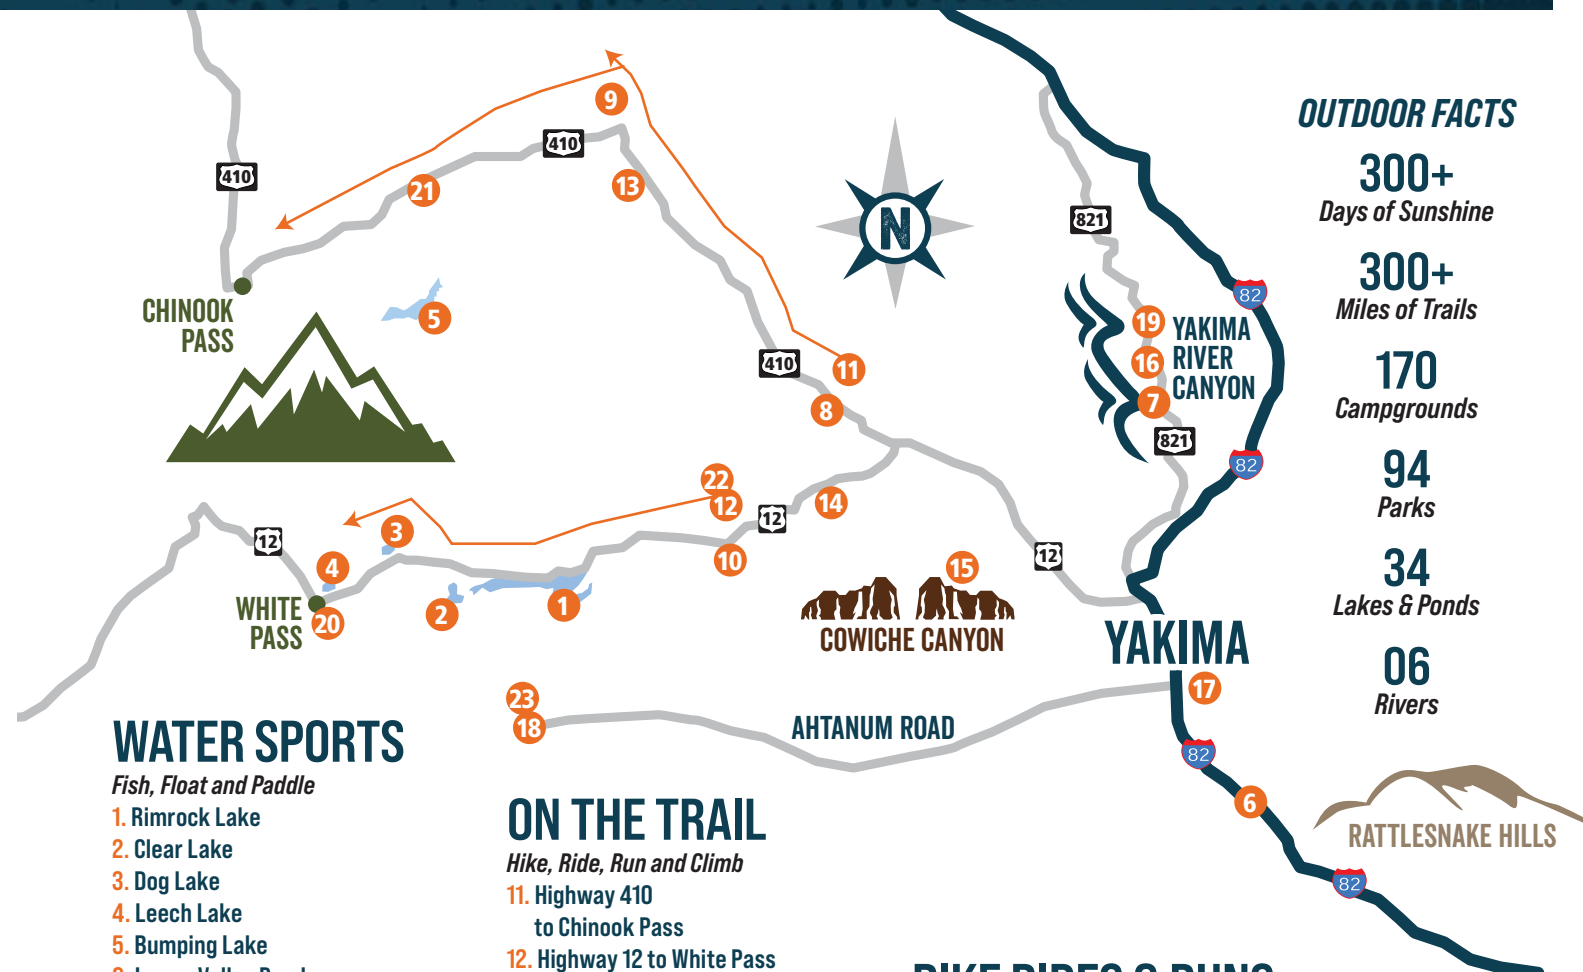 9
410
410
21
13
N
821
82
OUTDOOR FACTS
300+
Days of Sunshine
300+
Miles of Trails
170
Campgrounds
94
Parks
34
Lakes & Ponds
06
Rivers
CHINOOK
PASS
5
410
11
8
19
16
7
YAKIMA
RIVER
CANYON
821
82
22
12
12
14
10
12
3
4
WHITE
PASS
20
2
1
15
COWICHE CANYON
12
YAKIMA
17
23
18
AHTANUM ROAD
82
6
RATTLESNAKE HILLS
82
WATER SPORTS
Fish, Float and Paddle
1. Rimrock Lake
2. Clear Lake
3. Dog Lake
4. Leech Lake
5. Bumping Lake
ON THE TRAIL
Hike, Ride, Run and Climb
11. Highway 410
to Chinook Pass
12. Highway 12 to White Pass